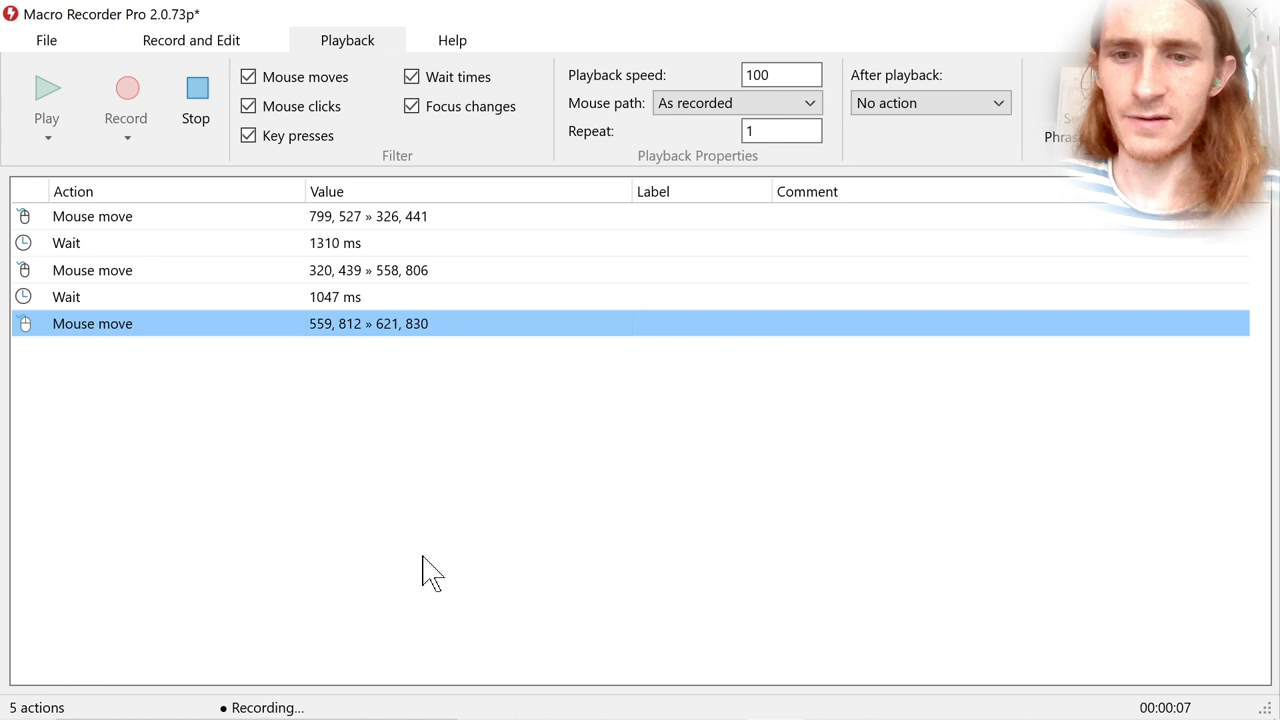 Macro Recorder Pro 2.0.73p*
File Record and Edit Playback Help
Play Record Stop
Mouse moves Wait times
Mouse clicks Focus changes
Key presses
Filter
Playback speed: 100
Mouse path: As recorded
Repeat: 1
Playback Properties
After playback:
No action
Action Value Label Comment
Mouse move 799, 527 » 326, 441
Wait 1310 ms
Mouse move 320, 439 » 558, 806
Wait 1047 ms
Mouse move 559, 812 » 621, 830
5 actions ● Recording... 00:00:07